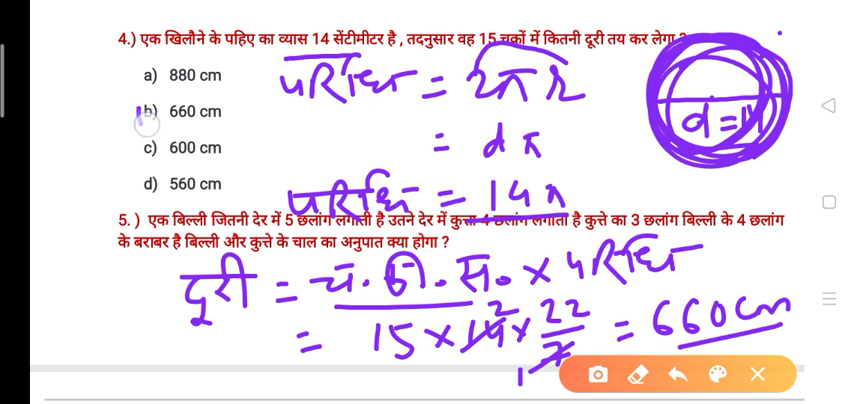 4.) एक खिलौने के पहिए का व्यास 14 सेंटीमीटर है , तदनुसार वह 15 चक्रों में कितनी दूरी तय कर लेगा ?
a) 880 cm
b) 660 cm
c) 600 cm
d) 560 cm
परिधि = 2πr
= dπ
परिधि = 14π
d = 14
5. ) एक बिल्ली जितनी देर में 5 छलांग लगाती है उतने देर में कुत्ता 4 छलांग लगाता है कुत्ते का 3 छलांग बिल्ली के 4 छलांग
के बराबर है बिल्ली और कुत्ते के चाल का अनुपात क्या होगा ?
दूरी = च. की. सं. × परिधि
= 15 × 14 2 × 22/7 1 = 660 cm